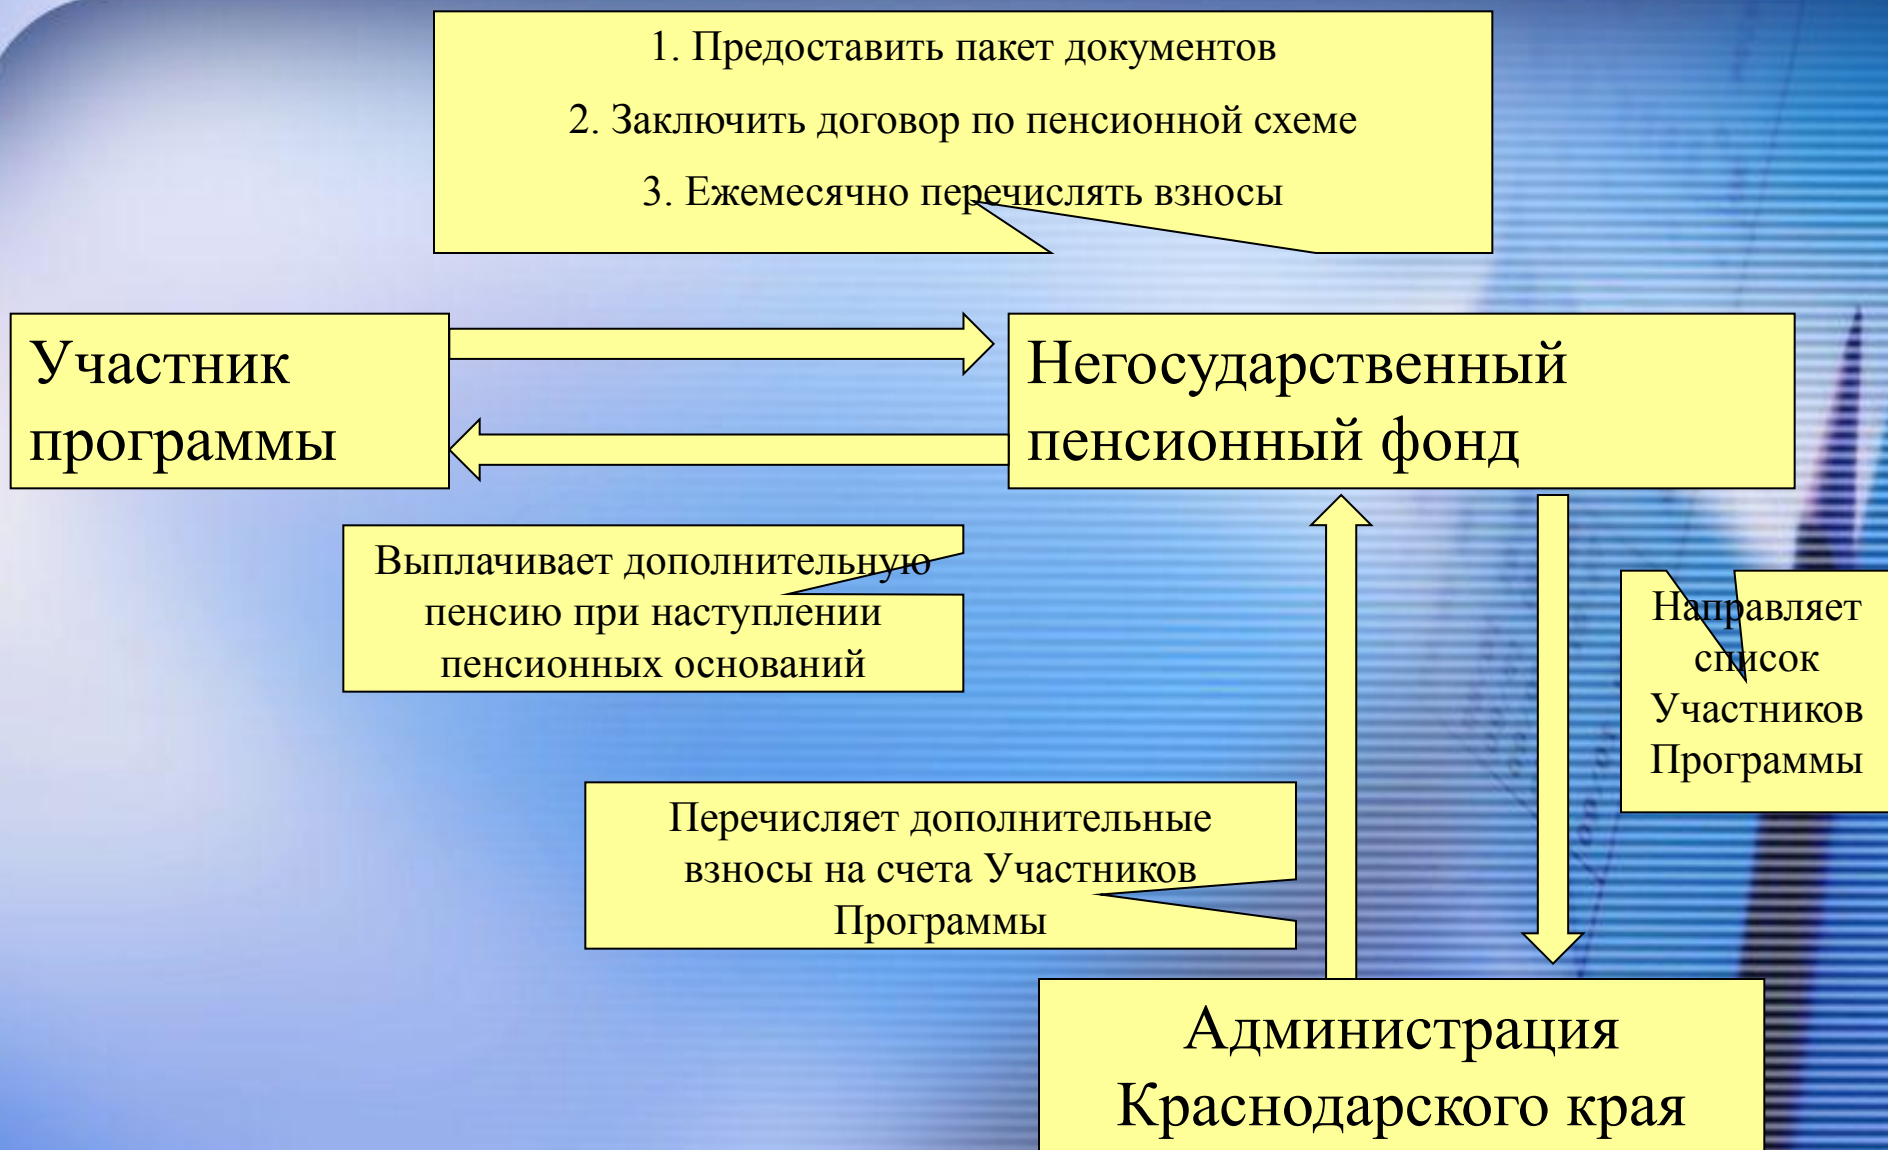 1. Предоставить пакет документов
2. Заключить договор по пенсионной схеме
3. Ежемесячно перечислять взносы
Участник
программы
Негосударственный
пенсионный фонд
Выплачивает дополнительную
пенсию при наступлении
пенсионных оснований
Направляет
список
Участников
Программы
Перечисляет дополнительные
взносы на счета Участников
Программы
Администрация
Краснодарского края